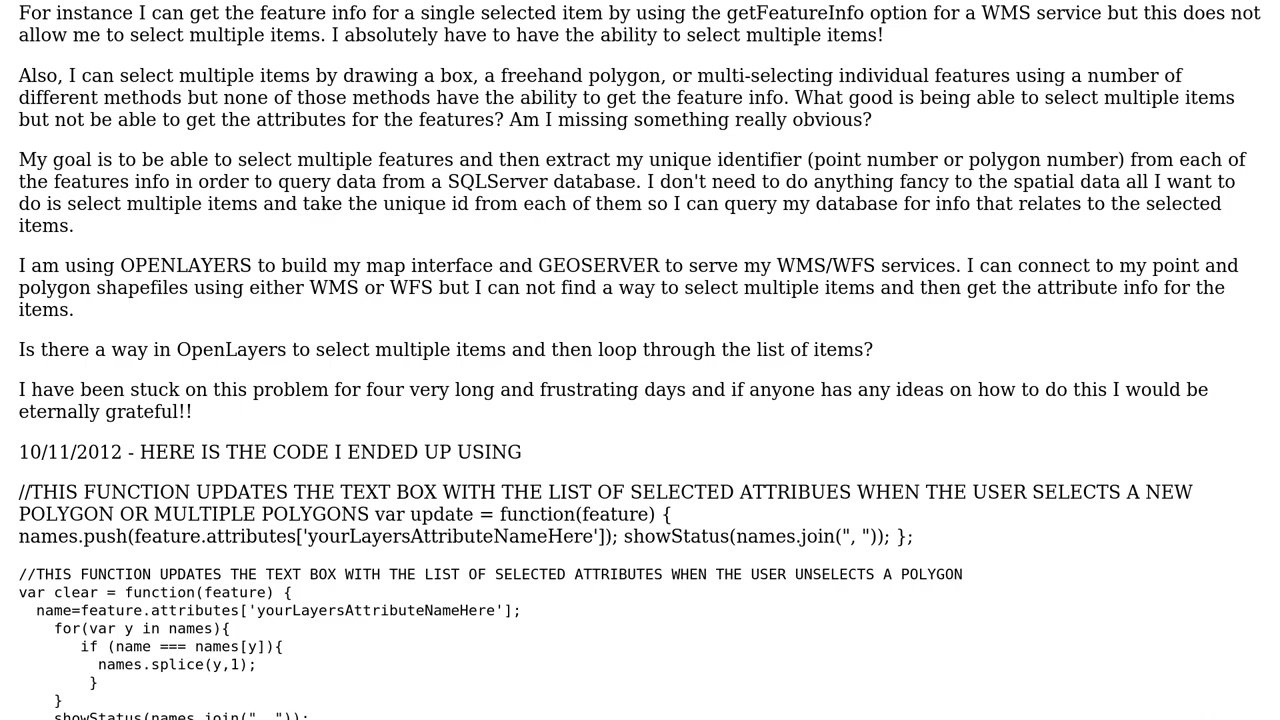 For instance I can get the feature info for a single selected item by using the getFeatureInfo option for a WMS service but this does not
allow me to select multiple items. I absolutely have to have the ability to select multiple items!
Also, I can select multiple items by drawing a box, a freehand polygon, or multi-selecting individual features using a number of
different methods but none of those methods have the ability to get the feature info. What good is being able to select multiple items
but not be able to get the attributes for the features? Am I missing something really obvious?
My goal is to be able to select multiple features and then extract my unique identifier (point number or polygon number) from each of
the features info in order to query data from a SQLServer database. I don't need to do anything fancy to the spatial data all I want to
do is select multiple items and take the unique id from each of them so I can query my database for info that relates to the selected
items.
I am using OPENLAYERS to build my map interface and GEOSERVER to serve my WMS/WFS services. I can connect to my point and
polygon shapefiles using either WMS or WFS but I can not find a way to select multiple items and then get the attribute info for the
items.
Is there a way in OpenLayers to select multiple items and then loop through the list of items?
I have been stuck on this problem for four very long and frustrating days and if anyone has any ideas on how to do this I would be
eternally grateful!!
10/11/2012 - HERE IS THE CODE I ENDED UP USING
//THIS FUNCTION UPDATES THE TEXT BOX WITH THE LIST OF SELECTED ATTRIBUES WHEN THE USER SELECTS A NEW
POLYGON OR MULTIPLE POLYGONS var update = function(feature) {
names.push(feature.attributes['yourLayersAttributeNameHere']); showStatus(names.join(", ")); };
//THIS FUNCTION UPDATES THE TEXT BOX WITH THE LIST OF SELECTED ATTRIBUTES WHEN THE USER UNSELECTS A POLYGON
var clear = function(feature) {
name=feature.attributes['yourLayersAttributeNameHere'];
for(var y in names){
if (name === names[y]){
names.splice(y,1);
}
}
showStatus(names.join(", "));